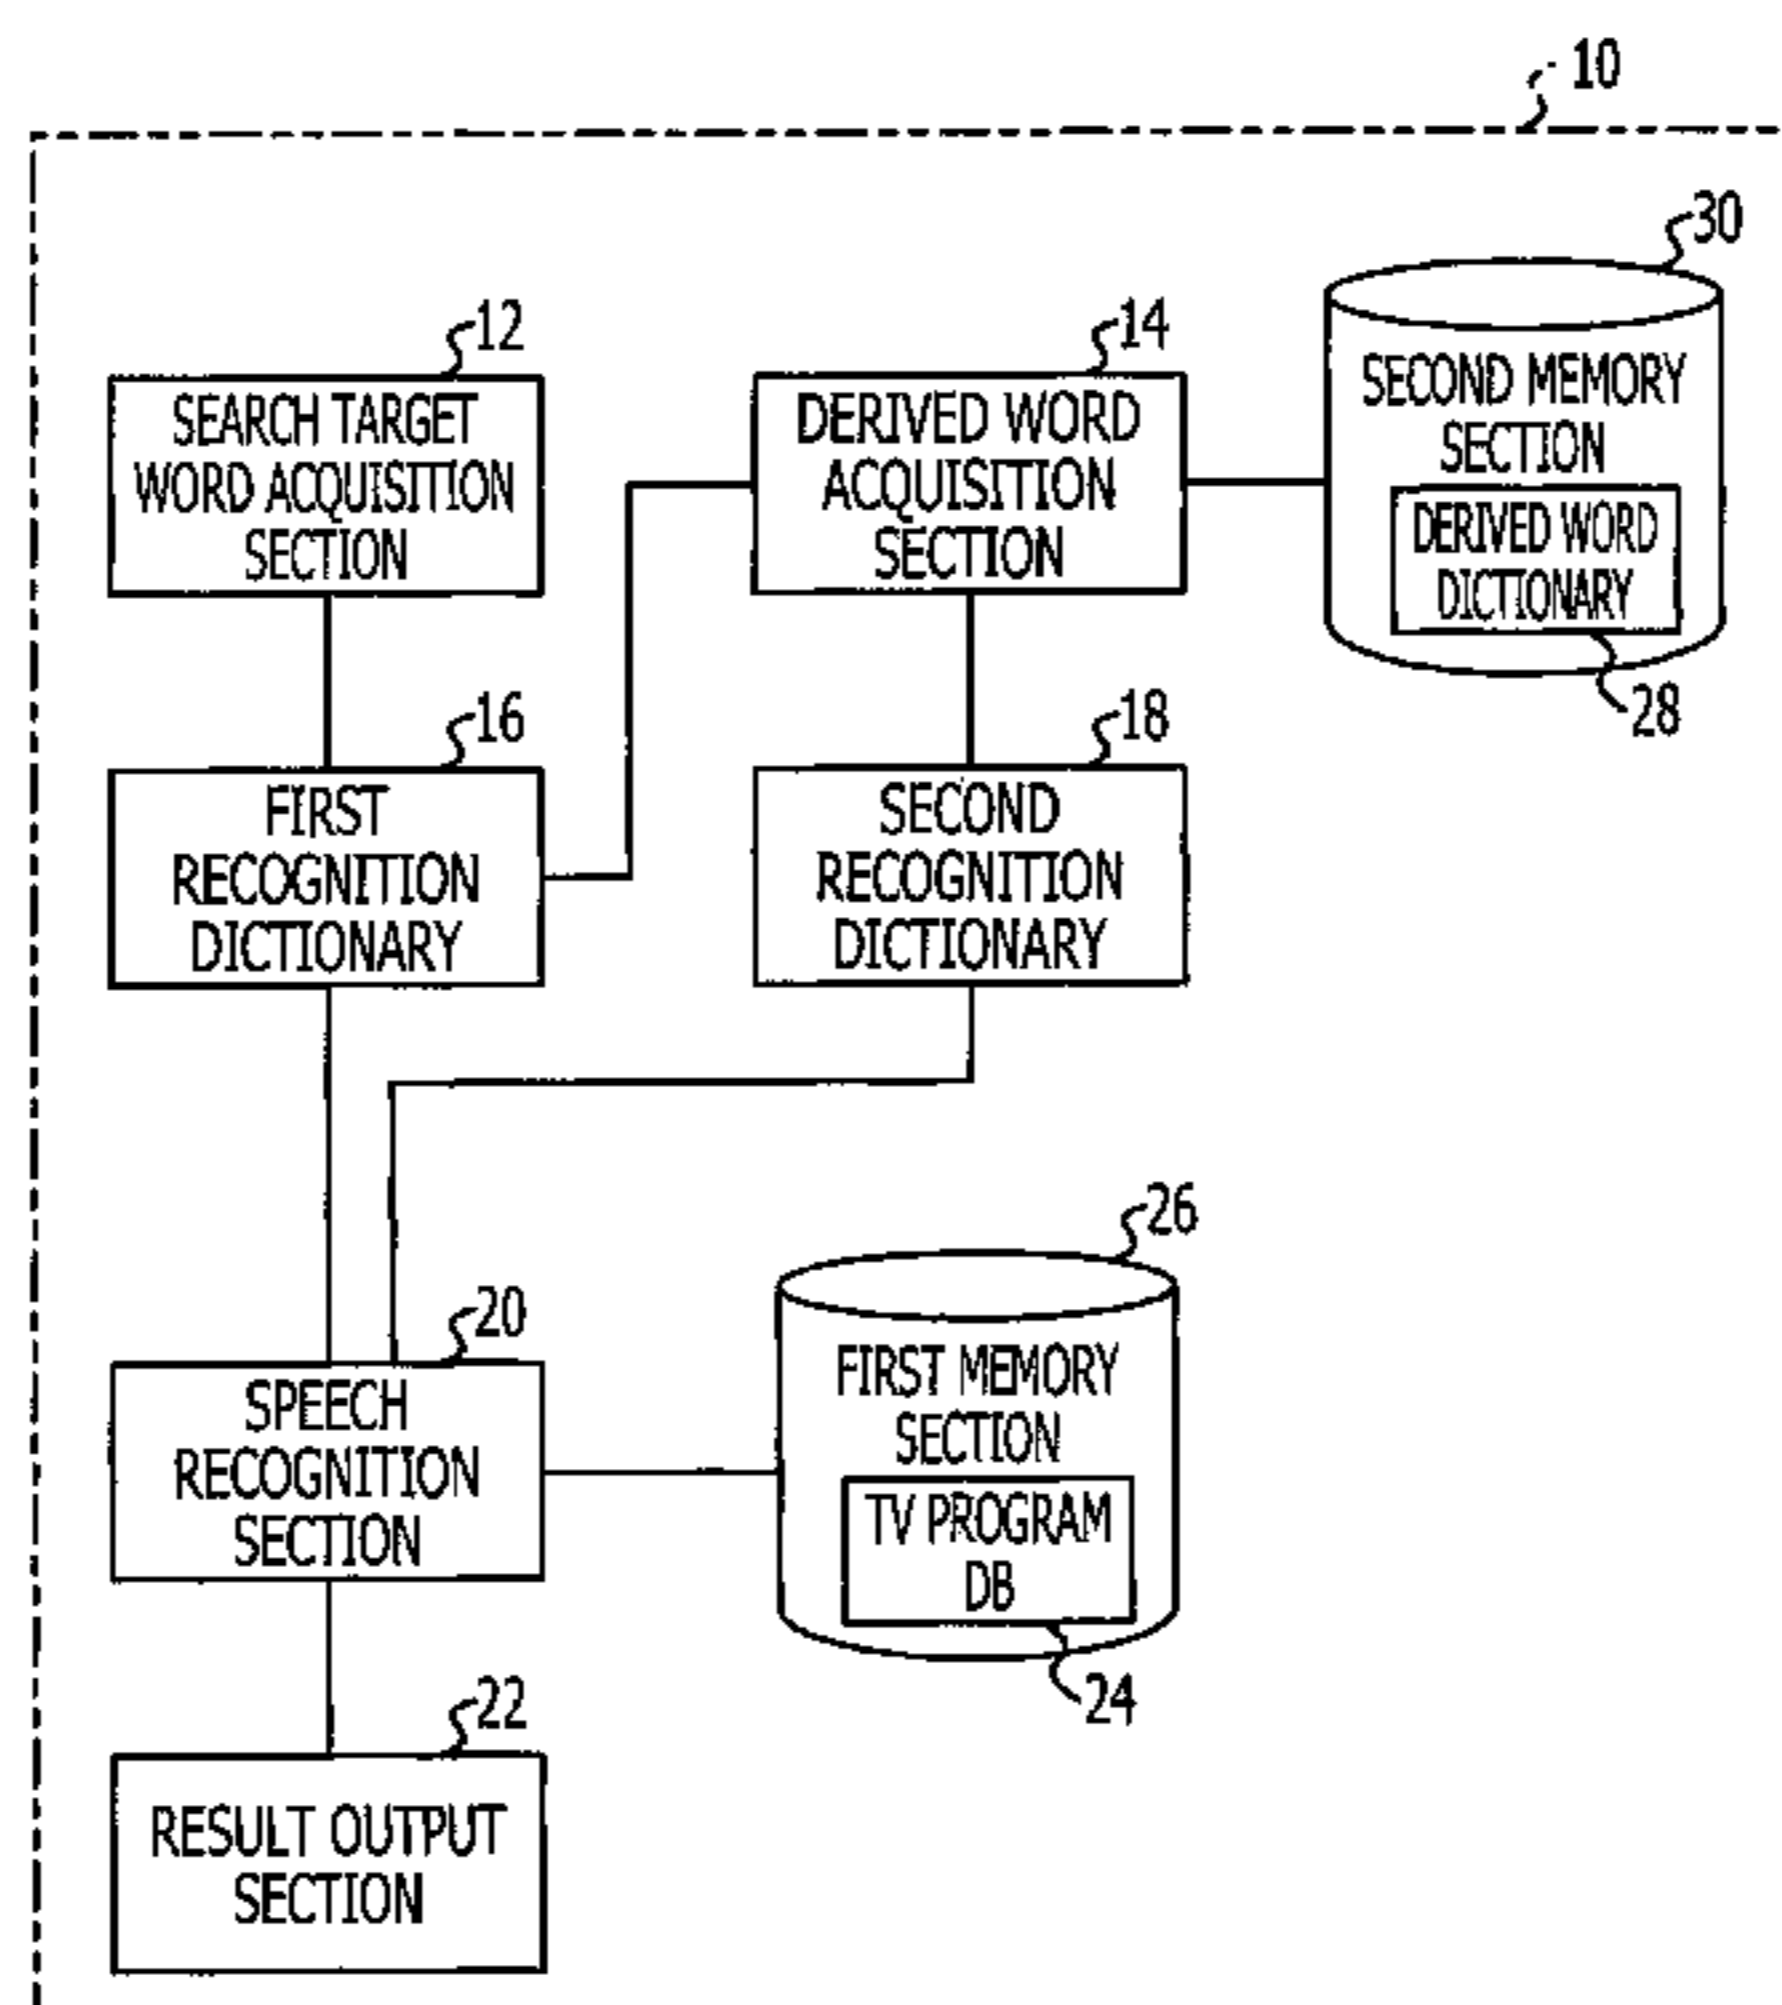 10
30
12
14
SECOND MEMORY
SECTION
SEARCH TARGET
WORD ACQUISITION
SECTION
DERIVED WORD
ACQUISITION
SECTION
DERIVED WORD
DICTIONARY
28
16
18
FIRST
RECOGNITION
DICTIONARY
SECOND
RECOGNITION
DICTIONARY
26
20
FIRST MEMORY
SECTION
SPEECH
RECOGNITION
SECTION
TV PROGRAM
DB
24
22
RESULT OUTPUT
SECTION